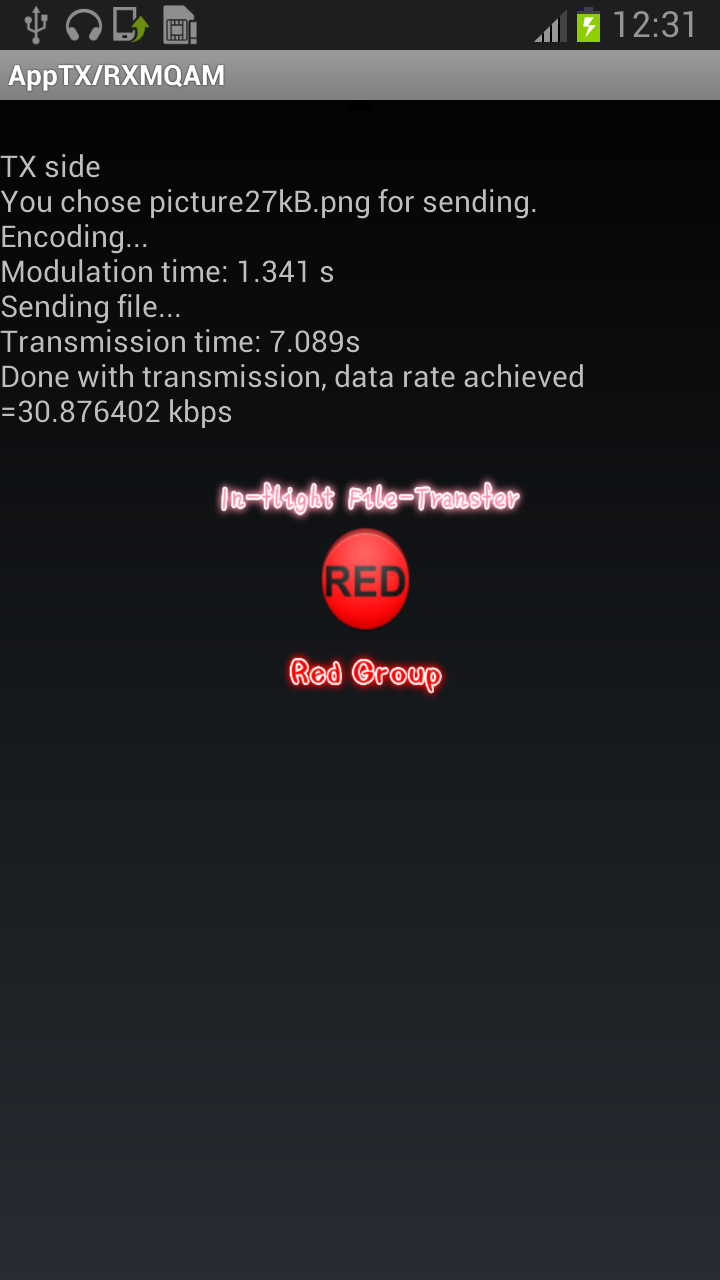 12:31
AppTX/RXMQAM
TX side
You chose picture27kB.png for sending.
Encoding...
Modulation time: 1.341 s
Sending file...
Transmission time: 7.089s
Done with transmission, data rate achieved
=30.876402 kbps
In-flight File-Transfer
RED
Red Group